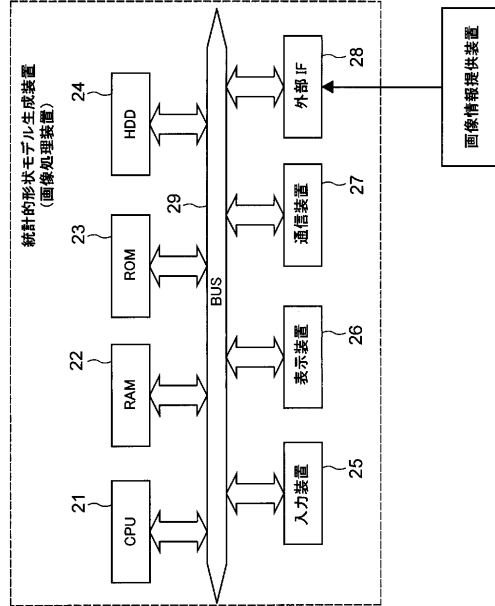 統計的形状モデル生成装置
(画像処理装置)
21
22
23
24
CPU
RAM
ROM
HDD
29
BUS
入力装置
表示装置
通信装置
外部IF
25
26
27
28
画像情報提供装置